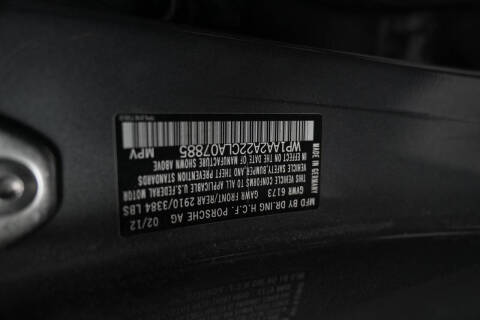 MFD BY DR.ING H.C.F. PORSCHE AG 02/12
GVWR 6173 GAWR FRONT/REAR 2910/3384 LBS
THIS VEHICLE CONFORMS TO ALL APPLICABLE U.S. FEDERAL MOTOR
VEHICLE SAFETY, BUMPER, AND THEFT PREVENTION STANDARDS
IN EFFECT ON THE DATE OF MANUFACTURE SHOWN ABOVE
WP1AA2A22CLA07885 MPV
MADE IN GERMANY